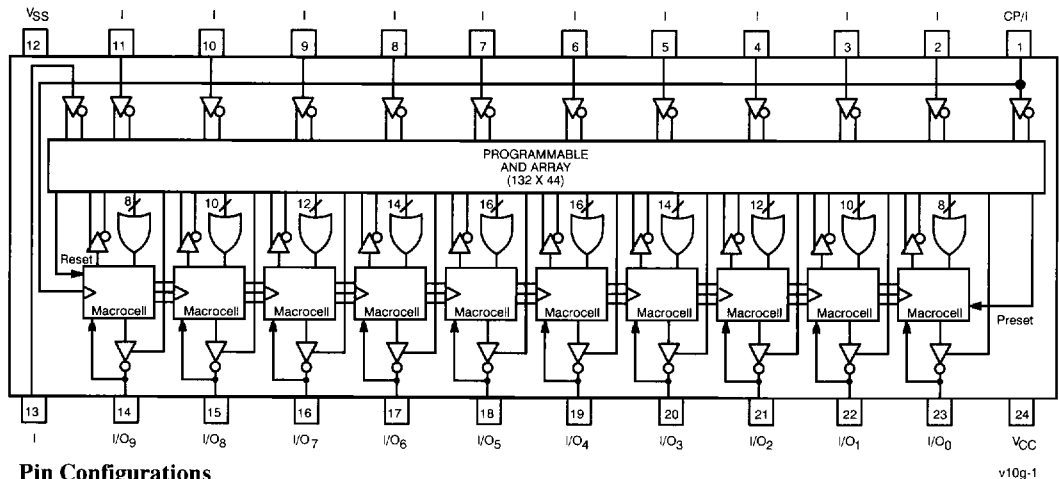 VSS I I I I I I I I I I CP/I
12 11 10 9 8 7 6 5 4 3 2 1
PROGRAMMABLE
AND ARRAY
(132 X 44)
8 10 12 14 16 16 14 12 10 8
Reset
Macrocell Macrocell Macrocell Macrocell Macrocell Macrocell Macrocell Macrocell Macrocell Macrocell
Preset
13 14 15 16 17 18 19 20 21 22 23 24
I I/O9 I/O8 I/O7 I/O6 I/O5 I/O4 I/O3 I/O2 I/O1 I/O0 VCC
Pin Configurations
v10g-1